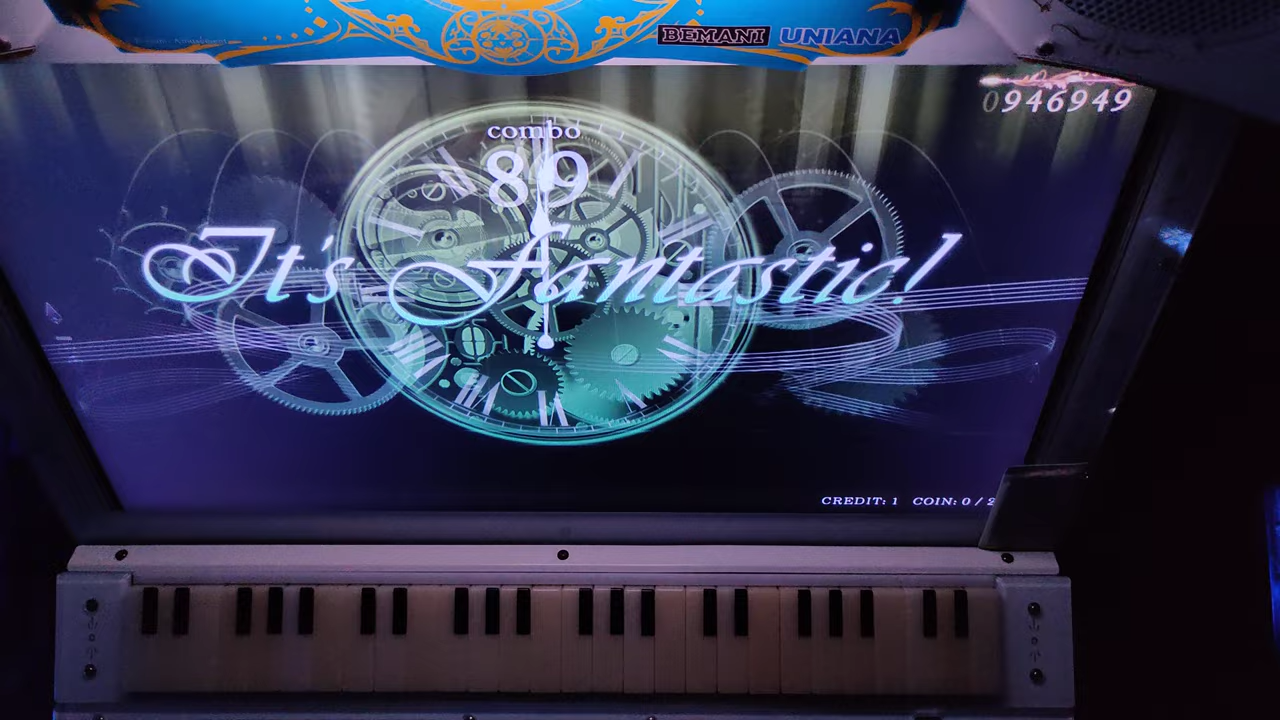 BEMANI UNIANA
0946949
combo
89
It's Fantastic!
CREDIT: 1 COIN: 0 / 2